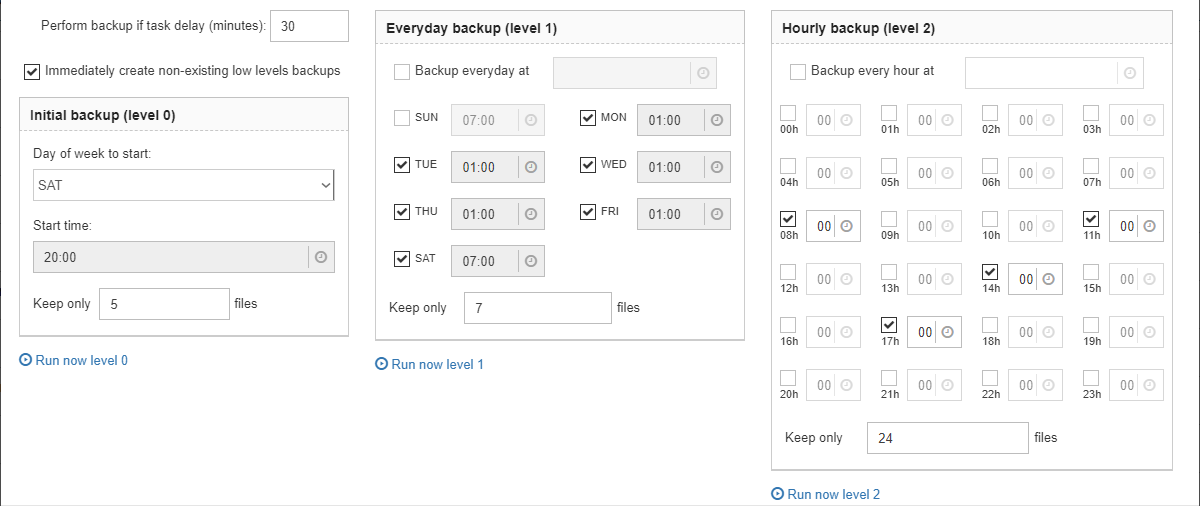 Perform backup if task delay (minutes): 30
Immediately create non-existing low levels backups
Initial backup (level 0)
Day of week to start:
SAT
Start time:
20:00
Keep only 5 files
Run now level 0
Everyday backup (level 1)
Backup everyday at
SUN 07:00 MON 01:00
TUE 01:00 WED 01:00
THU 01:00 FRI 01:00
SAT 07:00
Keep only 7 files
Run now level 1
Hourly backup (level 2)
Backup every hour at
00h 00 01h 00 02h 00 03h 00
04h 00 05h 00 06h 00 07h 00
08h 00 09h 00 10h 00 11h 00
12h 00 13h 00 14h 00 15h 00
16h 00 17h 00 18h 00 19h 00
20h 00 21h 00 22h 00 23h 00
Keep only 24 files
Run now level 2